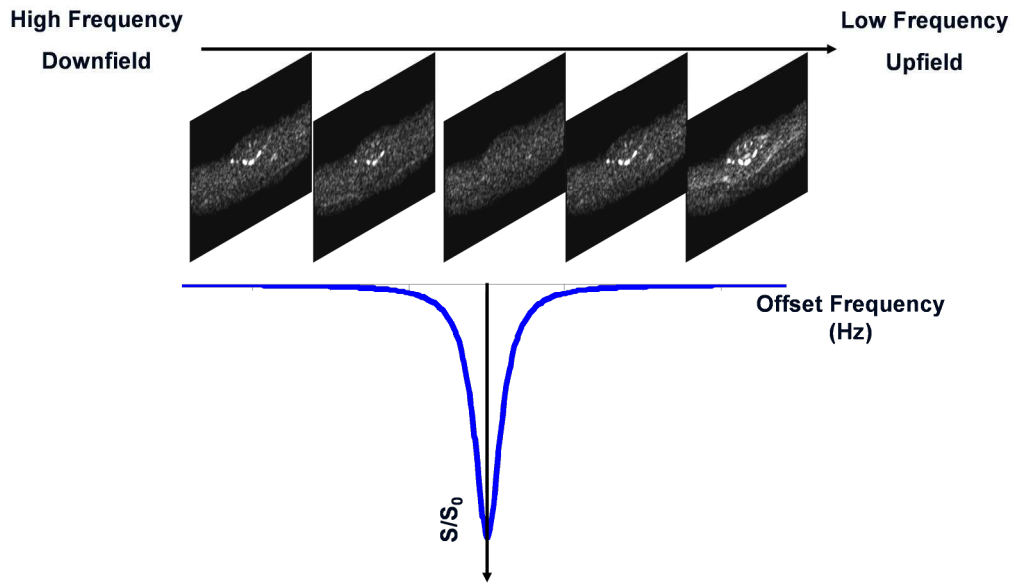 High Frequency
Downfield
Low Frequency
Upfield
Offset Frequency
(Hz)
S/S0